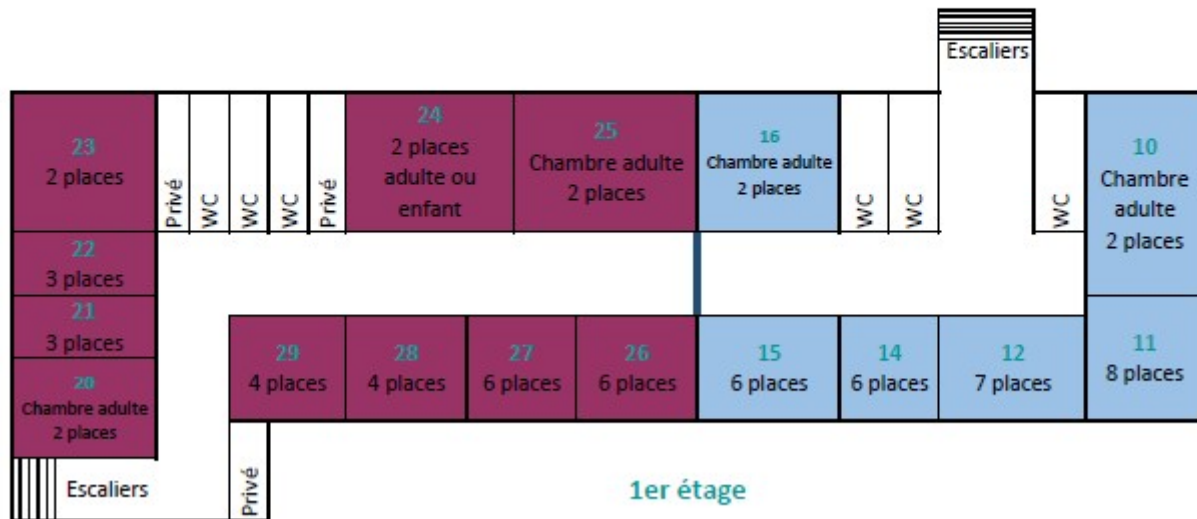 Escaliers
23
2 places
Privé
WC
WC
WC
Privé
24
2 places
adulte ou
enfant
25
Chambre adulte
2 places
16
Chambre adulte
2 places
WC
WC
WC
10
Chambre
adulte
2 places
22
3 places
21
3 places
20
Chambre adulte
2 places
29
4 places
28
4 places
27
6 places
26
6 places
15
6 places
14
6 places
12
7 places
11
8 places
Escaliers
Privé
1er étage